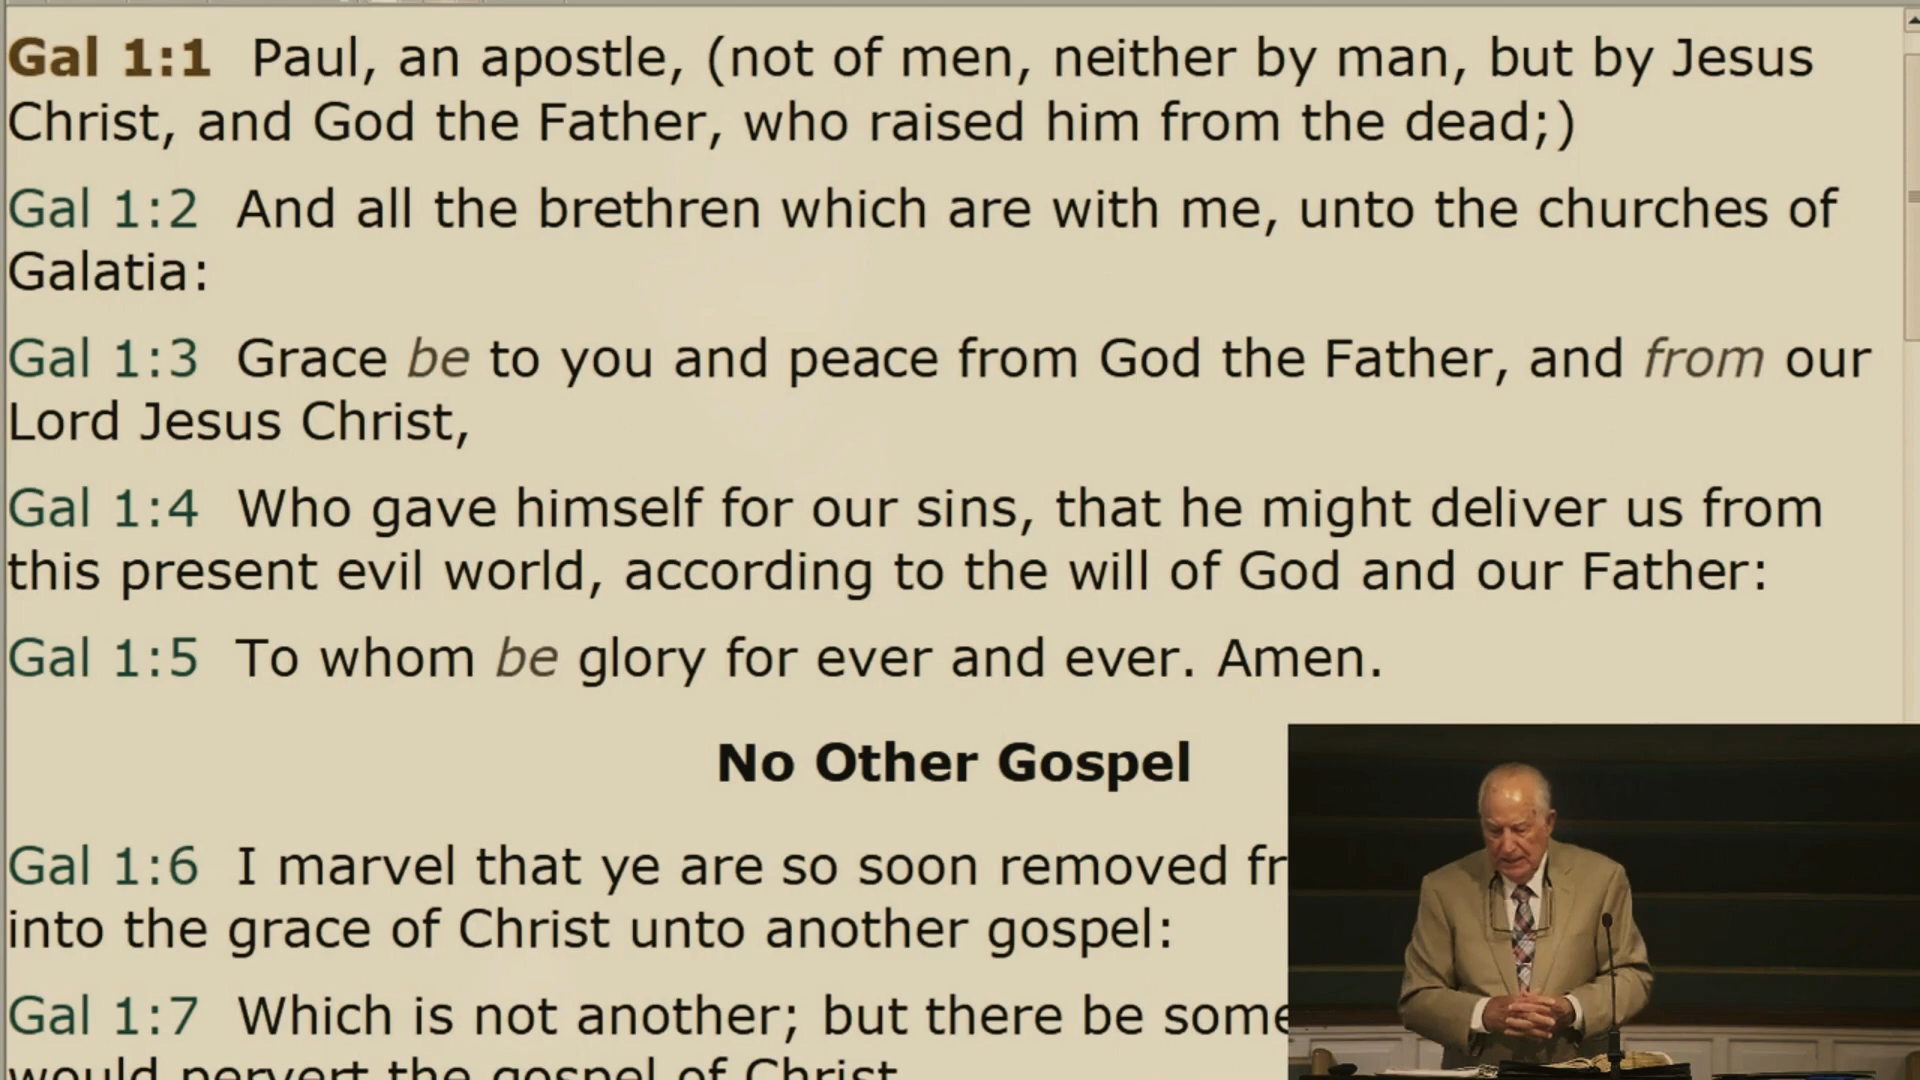 Gal 1:1 Paul, an apostle, (not of men, neither by man, but by Jesus
Christ, and God the Father, who raised him from the dead;)
Gal 1:2 And all the brethren which are with me, unto the churches of
Galatia:
Gal 1:3 Grace be to you and peace from God the Father, and from our
Lord Jesus Christ,
Gal 1:4 Who gave himself for our sins, that he might deliver us from
this present evil world, according to the will of God and our Father:
Gal 1:5 To whom be glory for ever and ever. Amen.
No Other Gospel
Gal 1:6 I marvel that ye are so soon removed fr
into the grace of Christ unto another gospel:
Gal 1:7 Which is not another; but there be some
would pervert the gospel of Christ